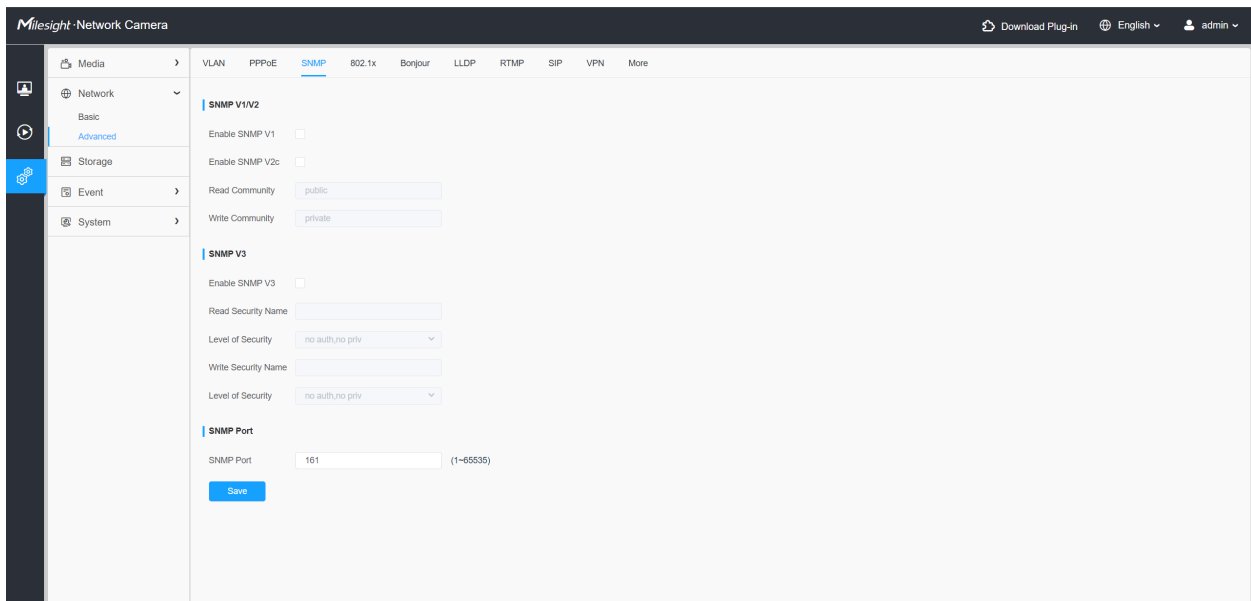 Milesight·Network Camera
Download Plug-in
English
admin
Media
Network
Basic
Advanced
Storage
Event
System
VLAN PPPoE SNMP 802.1x Bonjour LLDP RTMP SIP VPN More
SNMP V1/V2
Enable SNMP V1
Enable SNMP V2c
Read Community public
Write Community private
SNMP V3
Enable SNMP V3
Read Security Name
Level of Security no auth,no priv
Write Security Name
Level of Security no auth,no priv
SNMP Port
SNMP Port 161 (1~65535)
Save